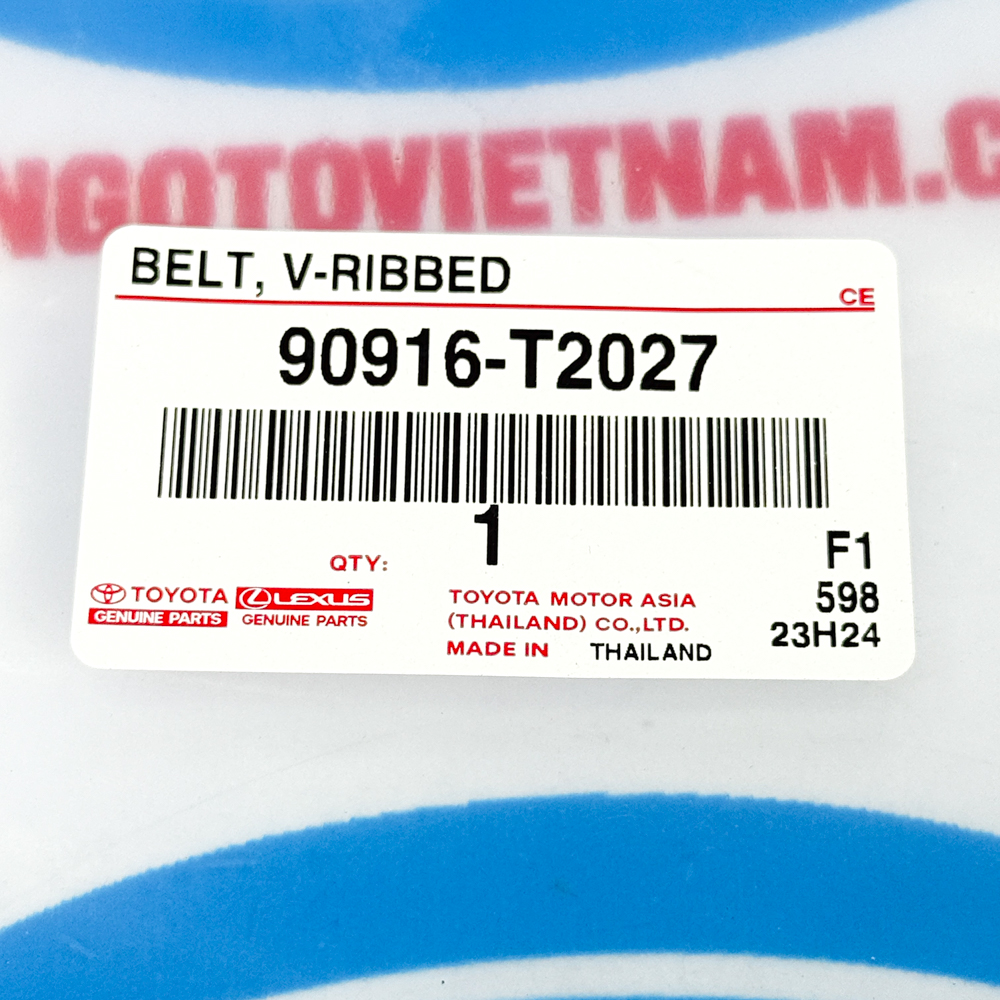 NGOTOVIETNAM.C
BELT, V-RIBBED
CE
90916-T2027
1
QTY:
F1
TOYOTA
GENUINE PARTS
LEXUS
GENUINE PARTS
TOYOTA MOTOR ASIA
(THAILAND) CO.,LTD.
MADE IN THAILAND
598
23H24